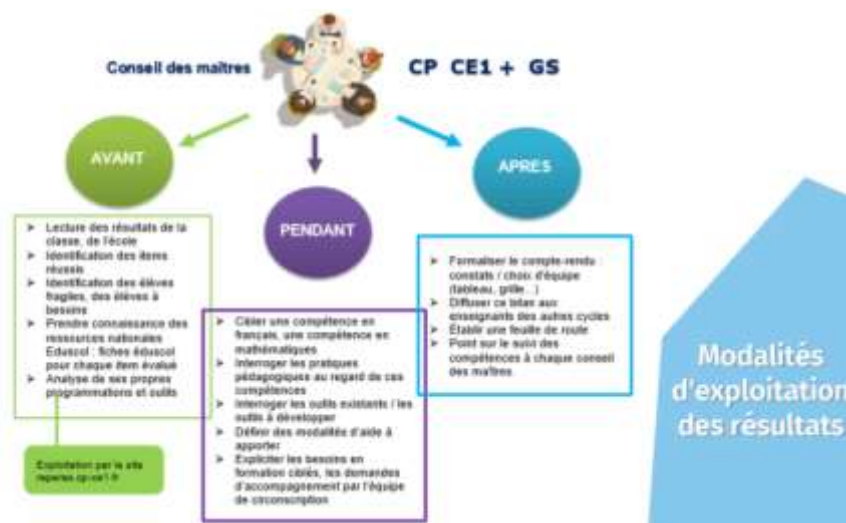 Conseil des maîtres
CP CE1 + GS
AVANT
➤ Lecture des résultats de la
classe, de l'école
➤ Identification des items
réussis
➤ Identification des élèves
fragiles, des élèves à
besoins
➤ Prendre connaissance des
ressources nationales
Eduscol : fiches éduscol
pour chaque item évalué
➤ Analyse de ses propres
programmations et outils
Exploitation par le site
reperes cp-ce1.fr
PENDANT
➤ Cibler une compétence en
français, une compétence en
mathématiques
➤ Interroger les pratiques
pédagogiques au regard de ces
compétences
➤ Interroger les outils existants / les
outils à développer
➤ Définir des modalités d'aide à
apporter
➤ Expliciter les besoins en
formation ciblés, les demandes
d'accompagnement par l'équipe
de circonscription
APRES
➤ Formaliser le compte-rendu
constats / choix d'équipe
(tableau, grille...)
➤ Diffuser ce bilan aux
enseignants des autres cycles
➤ Établir une feuille de route
➤ Point sur le suivi des
compétences à chaque conseil
des maîtres
Modalités
d'exploitation
des résultats